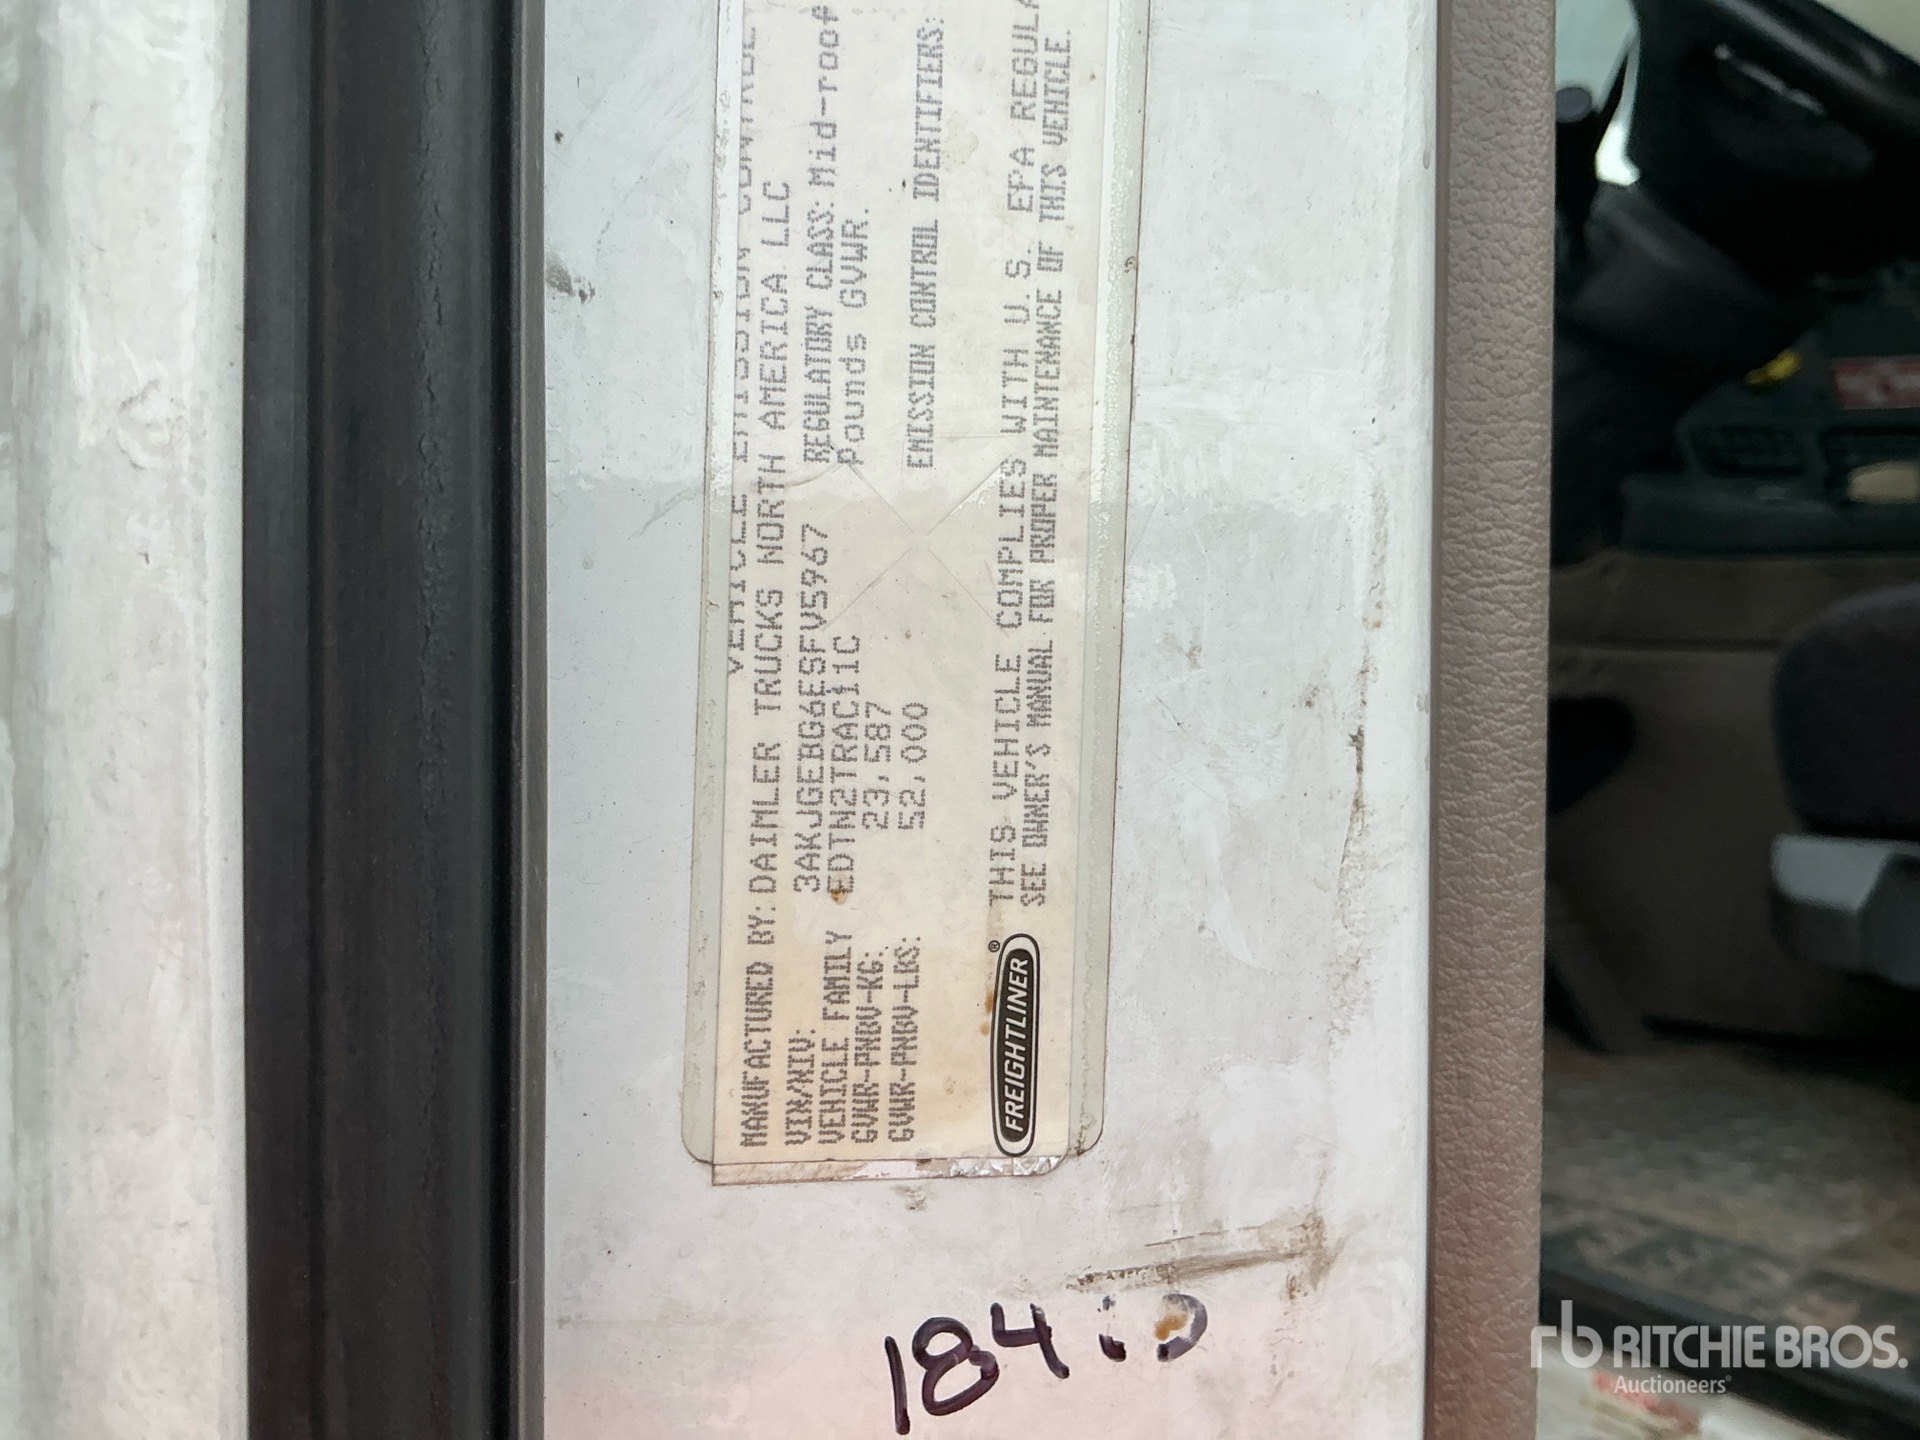 VEHICLE EMISSION CONTROL
MANUFACTURED BY: DAIMLER TRUCKS NORTH AMERICA LLC
VIN/NIV: 3AKJGEBG6ESFV5967
REGULATORY CLASS: Mid-roof
VEHICLE FAMILY EDTN2TRAC11C
Pounds GVWR.
GVWR-PNBV-KG: 23,587
GVWR-PNBV-LBS: 52,000
EMISSION CONTROL IDENTIFIERS:
THIS VEHICLE COMPLIES WITH U.S. EPA REGULA
SEE OWNER'S MANUAL FOR PROPER MAINTENANCE OF THIS VEHICLE.
FREIGHTLINER®
184
rb RITCHIE BROS.
Auctioneers